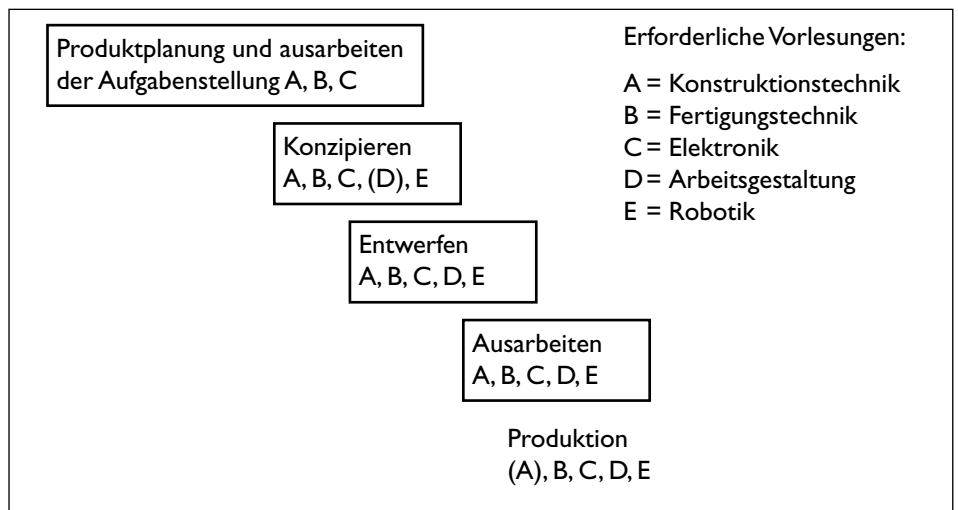 Produktplanung und ausarbeiten
der Aufgabenstellung A, B, C
Konzipieren
A, B, C, (D), E
Entwerfen
A, B, C, D, E
Ausarbeiten
A, B, C, D, E
Produktion
(A), B, C, D, E
Erforderliche Vorlesungen:
A = Konstruktionstechnik
B = Fertigungstechnik
C = Elektronik
D = Arbeitsgestaltung
E = Robotik